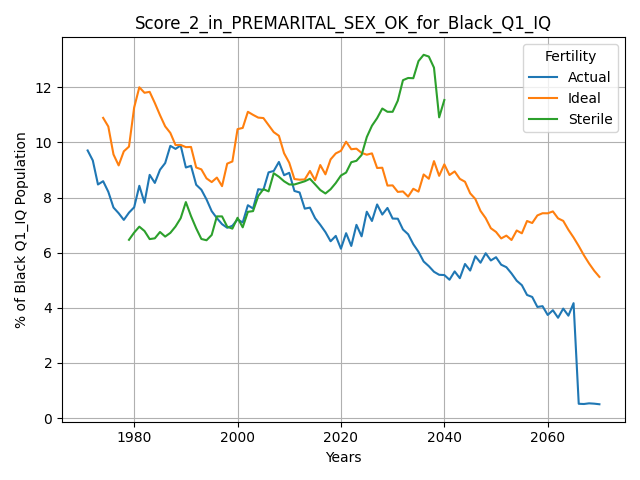 Score_2_in_PREMARITAL_SEX_OK_for_Black_Q1_IQ
Fertility
Actual
Ideal
Sterile
% of Black Q1_IQ Population
12
10
8
6
4
2
0
1980
2000
2020
2040
2060
Years